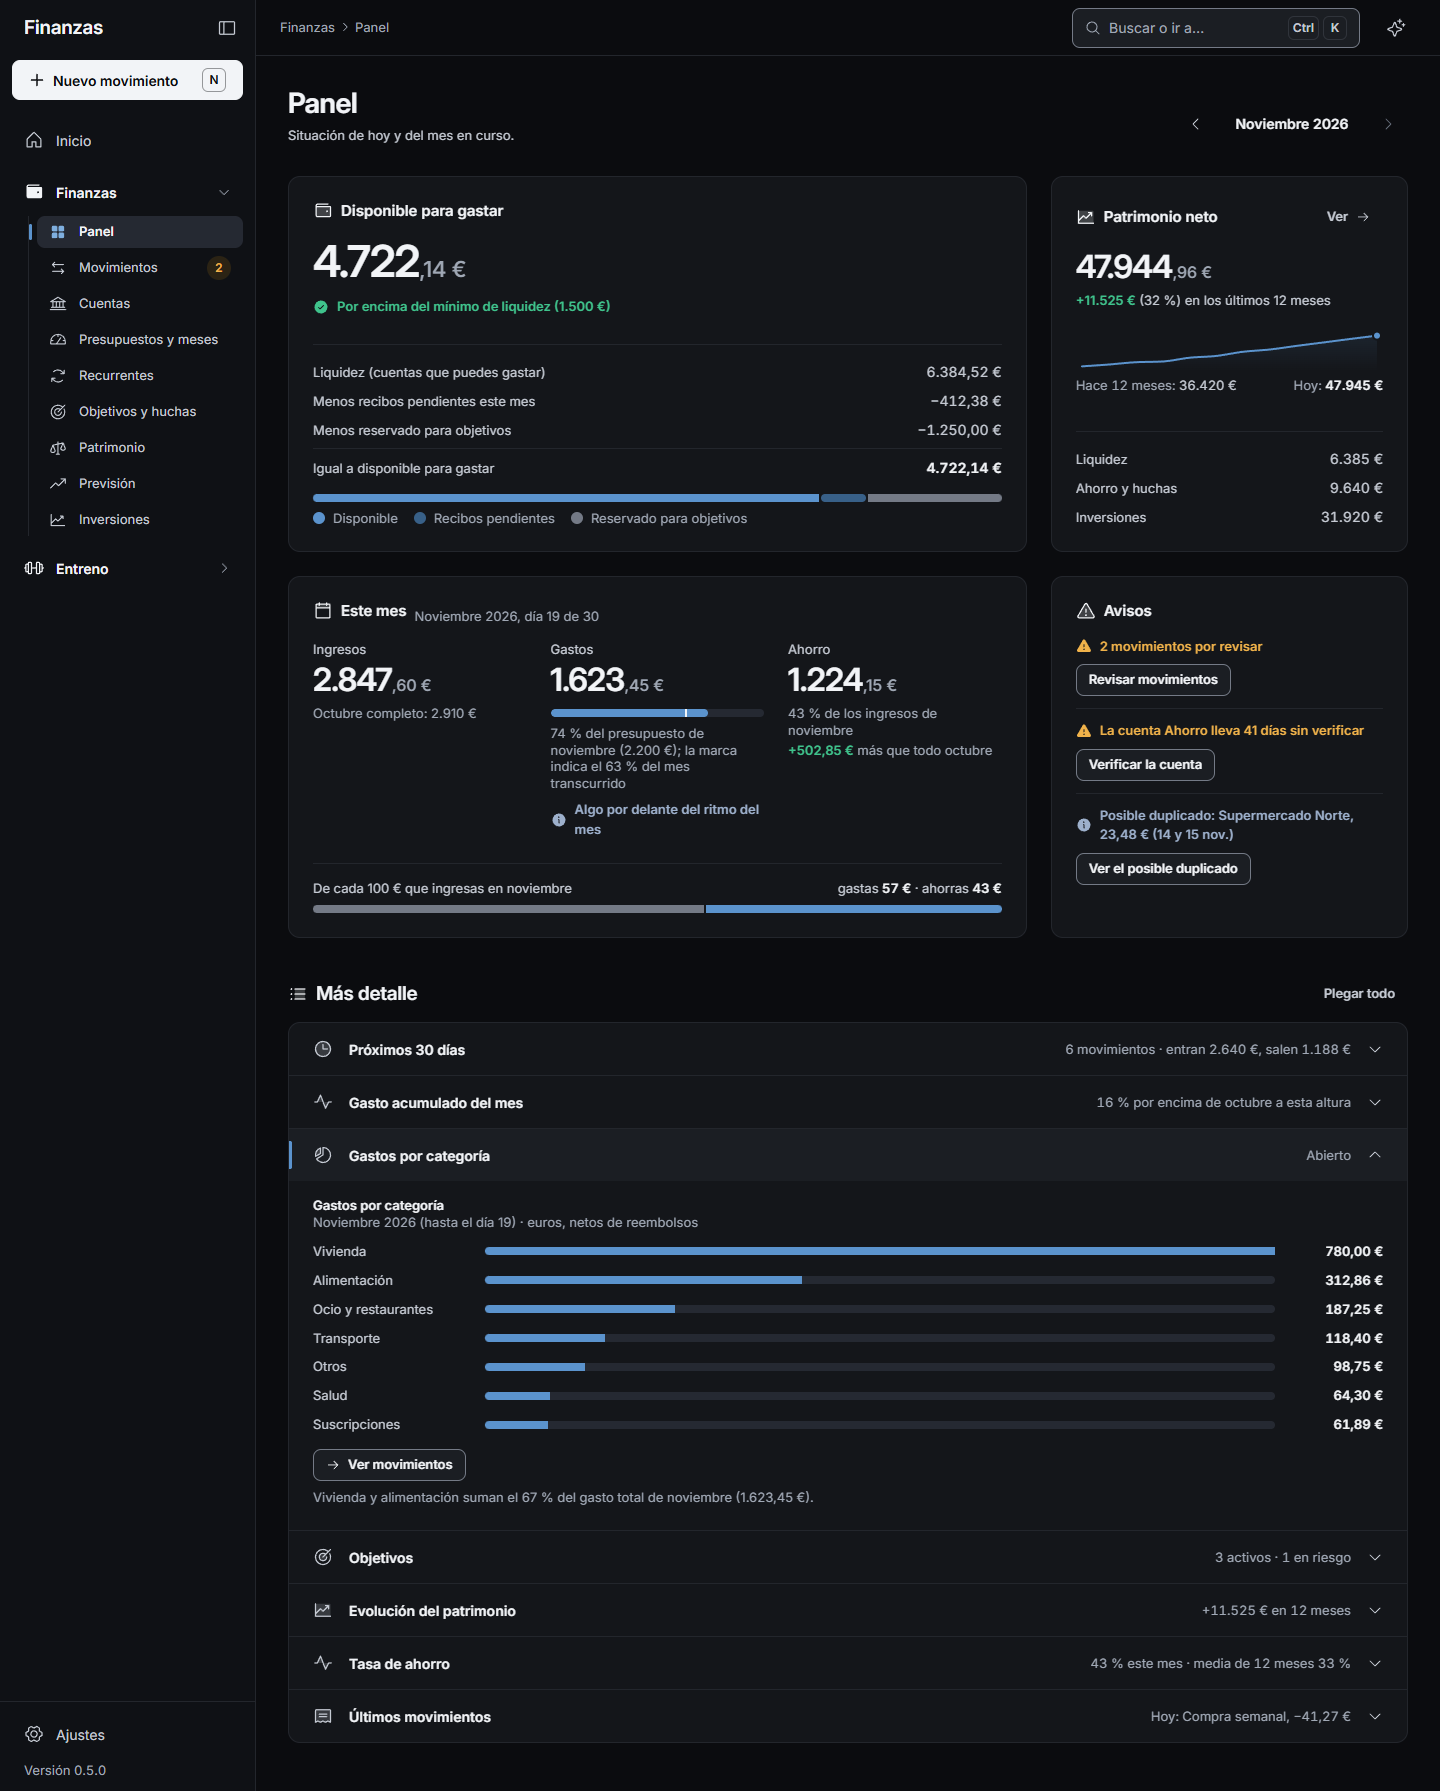 Finanzas
Nuevo movimiento N
Inicio
Finanzas
Panel
Movimientos 2
Cuentas
Presupuestos y meses
Recurrentes
Objetivos y huchas
Patrimonio
Previsión
Inversiones
Entreno
Ajustes
Versión 0.5.0
Finanzas > Panel
Buscar o ir a... Ctrl K
Panel
Situación de hoy y del mes en curso.
Noviembre 2026
Disponible para gastar
4.722,14 €
Por encima del mínimo de liquidez (1.500 €)
Liquidez (cuentas que puedes gastar) 6.384,52 €
Menos recibos pendientes este mes −412,38 €
Menos reservado para objetivos −1.250,00 €
Igual a disponible para gastar 4.722,14 €
Disponible Recibos pendientes Reservado para objetivos
Patrimonio neto Ver →
47.944,96 €
+11.525 € (32 %) en los últimos 12 meses
Hace 12 meses: 36.420 € Hoy: 47.945 €
Liquidez 6.385 €
Ahorro y huchas 9.640 €
Inversiones 31.920 €
Este mes Noviembre 2026, día 19 de 30
Ingresos
2.847,60 €
Octubre completo: 2.910 €
Gastos
1.623,45 €
74 % del presupuesto de
noviembre (2.200 €); la marca
indica el 63 % del mes
transcurrido
Algo por delante del ritmo del
mes
Ahorro
1.224,15 €
43 % de los ingresos de
noviembre
+502,85 € más que todo octubre
De cada 100 € que ingresas en noviembre gastas 57 € · ahorras 43 €
Avisos
2 movimientos por revisar
Revisar movimientos
La cuenta Ahorro lleva 41 días sin verificar
Verificar la cuenta
Posible duplicado: Supermercado Norte,
23,48 € (14 y 15 nov.)
Ver el posible duplicado
Más detalle Plegar todo
Próximos 30 días 6 movimientos · entran 2.640 €, salen 1.188 €
Gasto acumulado del mes 16 % por encima de octubre a esta altura
Gastos por categoría Abierto
Gastos por categoría
Noviembre 2026 (hasta el día 19) · euros, netos de reembolsos
Vivienda 780,00 €
Alimentación 312,86 €
Ocio y restaurantes 187,25 €
Transporte 118,40 €
Otros 98,75 €
Salud 64,30 €
Suscripciones 61,89 €
→ Ver movimientos
Vivienda y alimentación suman el 67 % del gasto total de noviembre (1.623,45 €).
Objetivos 3 activos · 1 en riesgo
Evolución del patrimonio +11.525 € en 12 meses
Tasa de ahorro 43 % este mes · media de 12 meses 33 %
Últimos movimientos Hoy: Compra semanal, −41,27 €